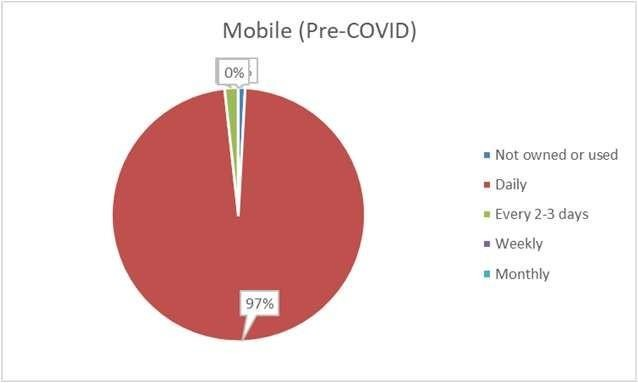 Mobile (Pre-COVID)
0%
Not owned or used
Daily
Every 2-3 days
Weekly
Monthly
97%